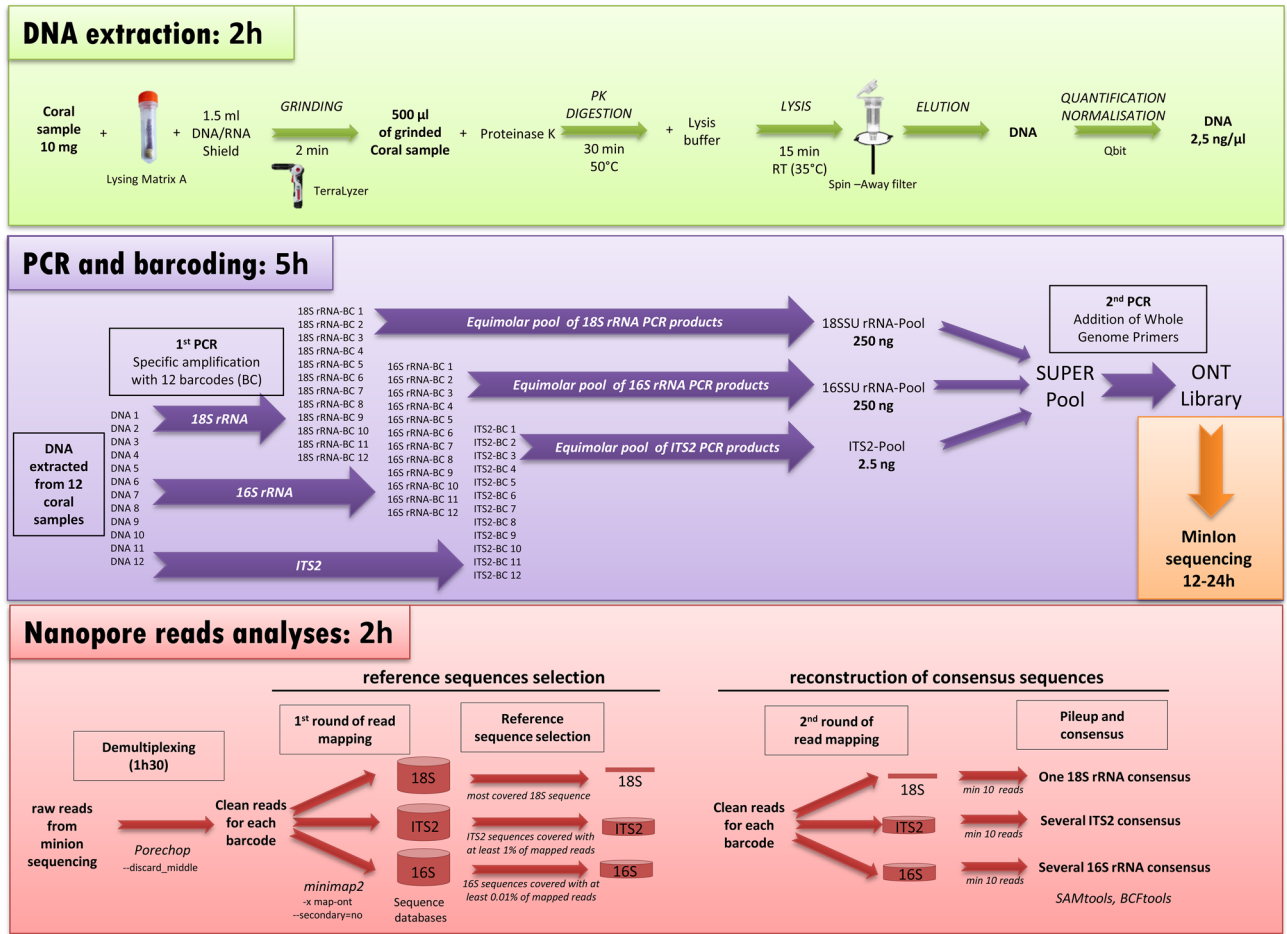 DNA extraction: 2h
Coral
sample
10 mg
+
Lysing Matrix A
+
1.5 ml
DNA/RNA
Shield
GRINDING
2 min
TerraLyzer
500 µl
of grinded
Coral sample
+
Proteinase K
PK
DIGESTION
30 min
50°C
+
Lysis
buffer
LYSIS
15 min
RT (35°C)
Spin –Away filter
ELUTION
DNA
QUANTIFICATION
NORMALISATION
Qbit
DNA
2,5 ng/µl
PCR and barcoding: 5h
1st PCR
Specific amplification
with 12 barcodes (BC)
DNA
extracted
from 12
coral
samples
DNA 1
DNA 2
DNA 3
DNA 4
DNA 5
DNA 6
DNA 7
DNA 8
DNA 9
DNA 10
DNA 11
DNA 12
18S rRNA
16S rRNA
ITS2
18S rRNA-BC 1
18S rRNA-BC 2
18S rRNA-BC 3
18S rRNA-BC 4
18S rRNA-BC 5
18S rRNA-BC 6
18S rRNA-BC 7
18S rRNA-BC 8
18S rRNA-BC 9
18S rRNA-BC 10
18S rRNA-BC 11
18S rRNA-BC 12
16S rRNA-BC 1
16S rRNA-BC 2
16S rRNA-BC 3
16S rRNA-BC 4
16S rRNA-BC 5
16S rRNA-BC 6
16S rRNA-BC 7
16S rRNA-BC 8
16S rRNA-BC 9
16S rRNA-BC 10
16S rRNA-BC 11
16S rRNA-BC 12
ITS2-BC 1
ITS2-BC 2
ITS2-BC 3
ITS2-BC 4
ITS2-BC 5
ITS2-BC 6
ITS2-BC 7
ITS2-BC 8
ITS2-BC 9
ITS2-BC 10
ITS2-BC 11
ITS2-BC 12
Equimolar pool of 18S rRNA PCR products
Equimolar pool of 16S rRNA PCR products
Equimolar pool of ITS2 PCR products
18SSU rRNA-Pool
250 ng
16SSU rRNA-Pool
250 ng
ITS2-Pool
2.5 ng
2nd PCR
Addition of Whole
Genome Primers
SUPER
Pool
ONT
Library
MinIon
sequencing
12-24h
Nanopore reads analyses: 2h
reference sequences selection
raw reads
from
minion
sequencing
Demultiplexing
(1h30)
Porechop
--discard_middle
Clean reads
for each
barcode
1st round of read
mapping
minimap2
-x map-ont
--secondary=no
18S
ITS2
16S
Sequence
databases
Reference
sequence selection
most covered 18S sequence
ITS2 sequences covered with
at least 1% of mapped reads
16S sequences covered with at
least 0.01% of mapped reads
18S
ITS2
16S
reconstruction of consensus sequences
Clean reads
for each
barcode
2nd round of
read mapping
18S
ITS2
16S
Pileup and
consensus
min 10 reads
One 18S rRNA consensus
min 10 reads
Several ITS2 consensus
min 10 reads
Several 16S rRNA consensus
SAMtools, BCFtools